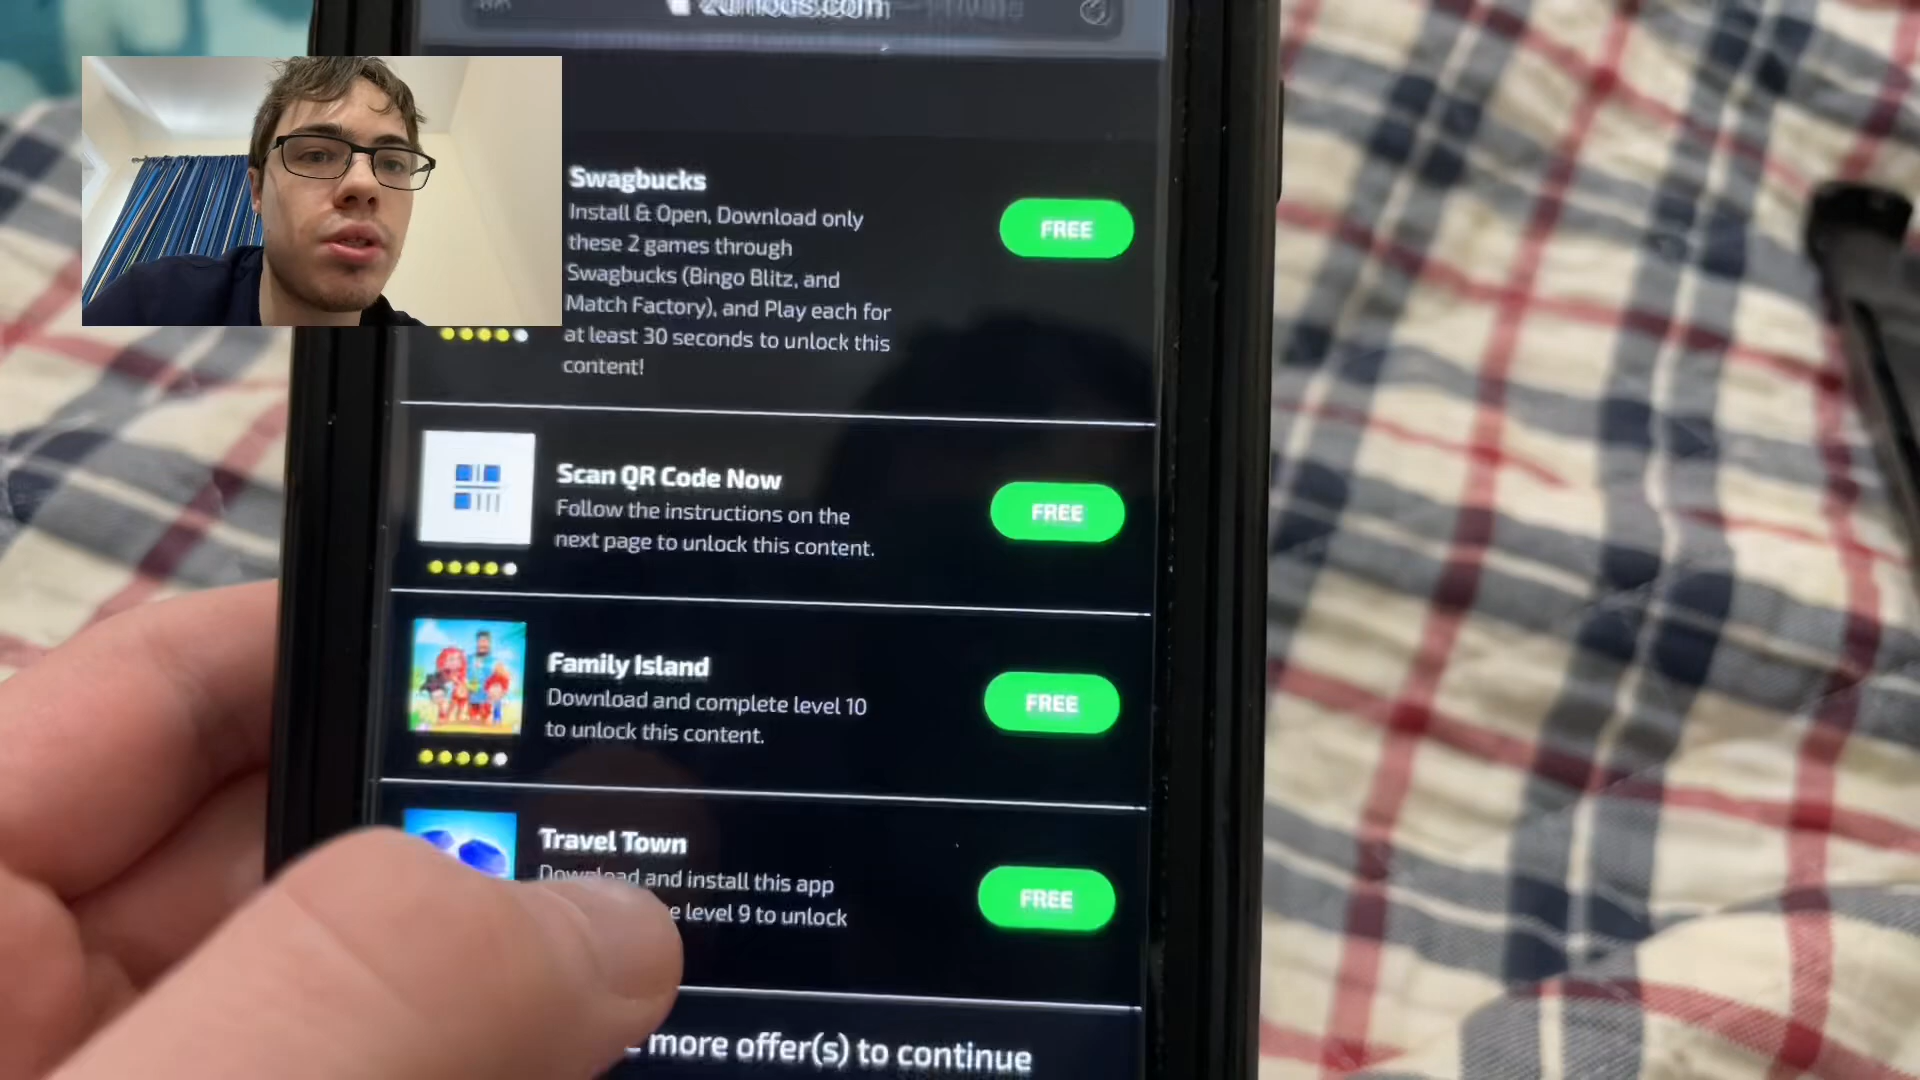 Swagbucks
Install & Open, Download only
these 2 games through
Swagbucks (Bingo Blitz, and
Match Factory), and Play each for
at least 30 seconds to unlock this
content!
FREE
Scan QR Code Now
Follow the instructions on the
next page to unlock this content.
FREE
Family Island
Download and complete level 10
to unlock this content.
FREE
Travel Town
Download and install this app
level 9 to unlock
FREE
more offer(s) to continue